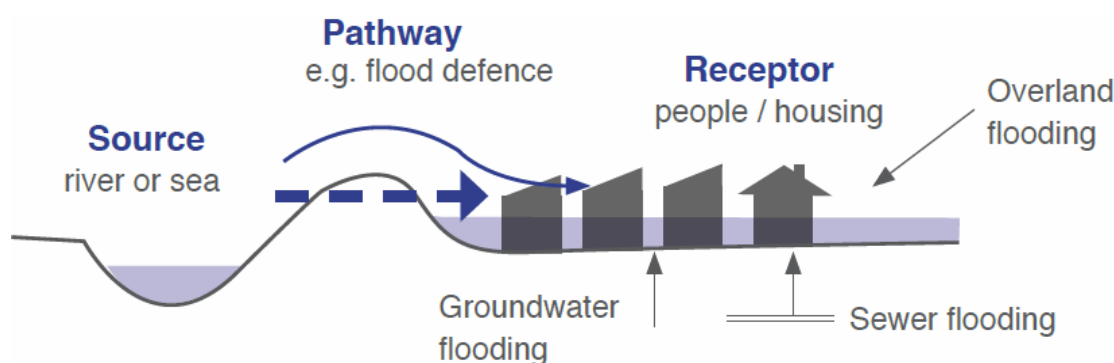 Pathway
e.g. flood defence
Receptor
people / housing
Overland
flooding
Source
river or sea
Groundwater
flooding
Sewer flooding